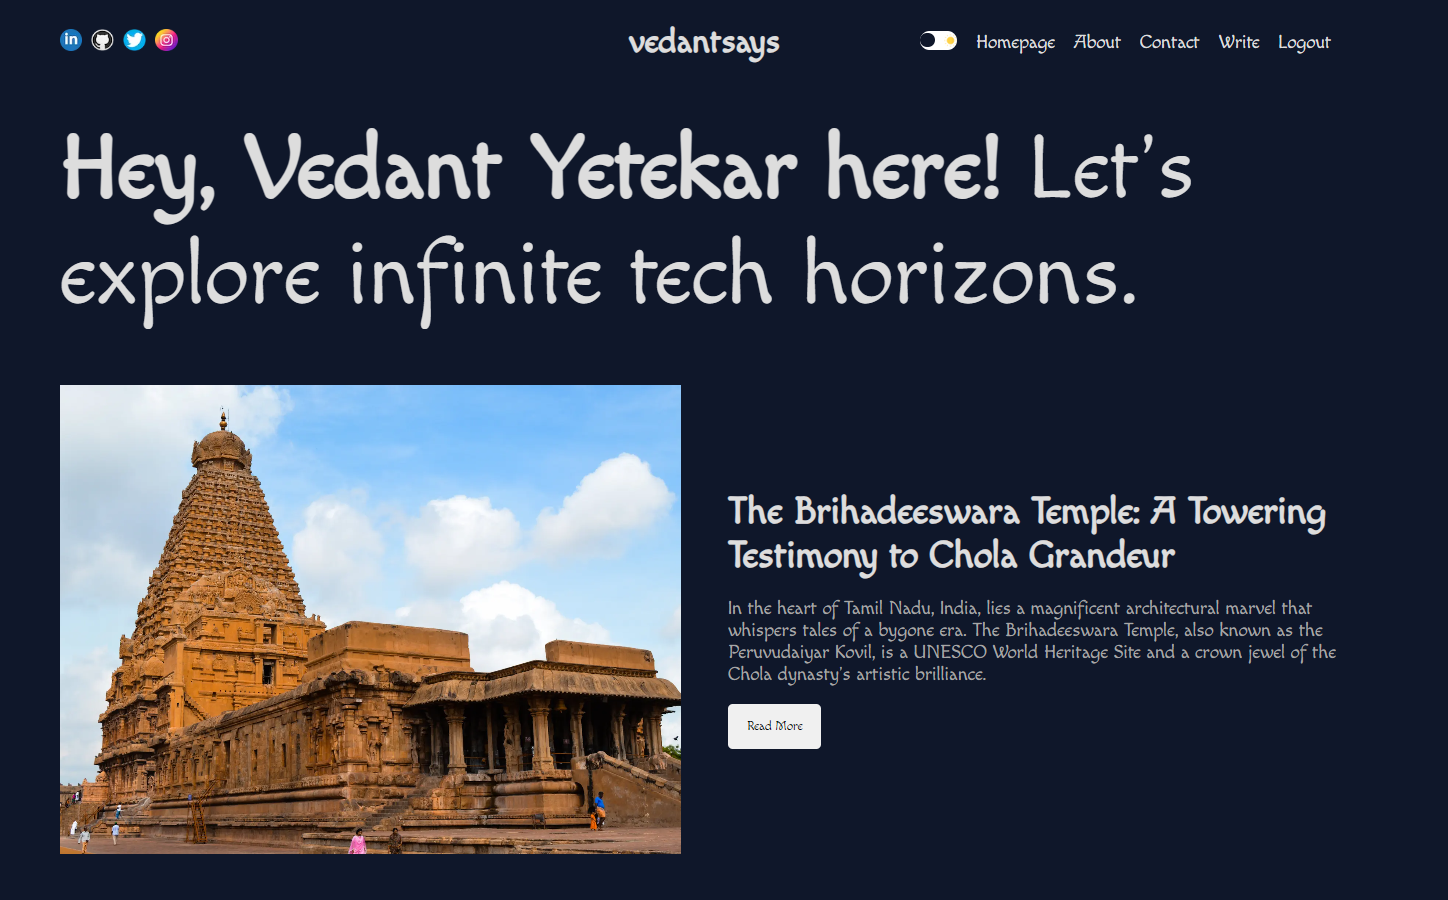 in
vedantsays
Homepage About Contact Write Logout
Hey, Vedant Yetekar here! Let's
explore infinite tech horizons.
The Brihadeeswara Temple: A Towering
Testimony to Chola Grandeur
In the heart of Tamil Nadu, India, lies a magnificent architectural marvel that
whispers tales of a bygone era. The Brihadeeswara Temple, also known as the
Peruvudaiyar Kovil, is a UNESCO World Heritage Site and a crown jewel of the
Chola dynasty's artistic brilliance.
Read More